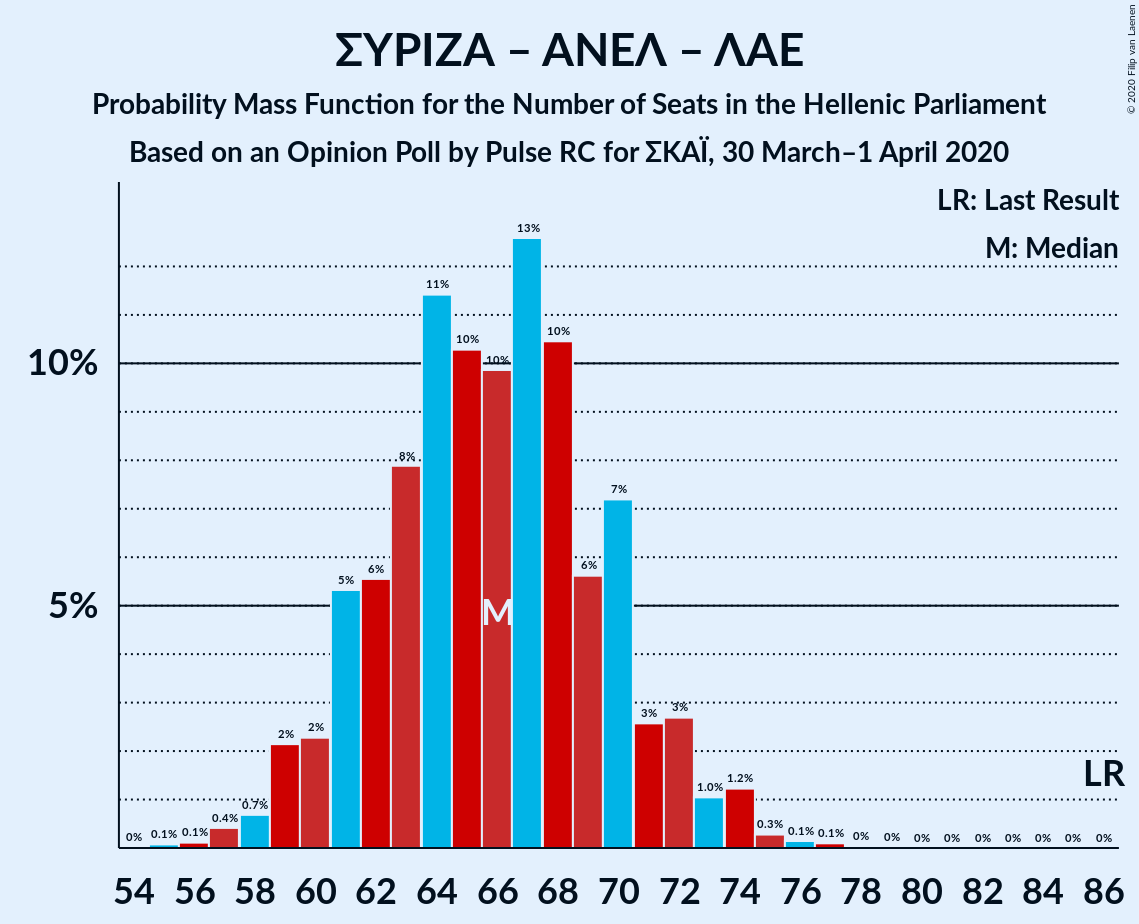 ΣΥΡΙΖΑ – ΑΝΕΛ – ΛΑΕ
Probability Mass Function for the Number of Seats in the Hellenic Parliament
Based on an Opinion Poll by Pulse RC for ΣΚΑΪ, 30 March–1 April 2020
© 2020 Filip van Laenen
LR: Last Result
M: Median
10%
5%
0% 0.1% 0.1% 0.4% 0.7% 2% 2% 5% 6% 8% 11% 10% 10% 13% 10% 6% 7% 3% 3% 1.0% 1.2% 0.3% 0.1% 0.1% 0% 0% 0% 0% 0% 0% 0% 0% 0%
M
LR
54 56 58 60 62 64 66 68 70 72 74 76 78 80 82 84 86